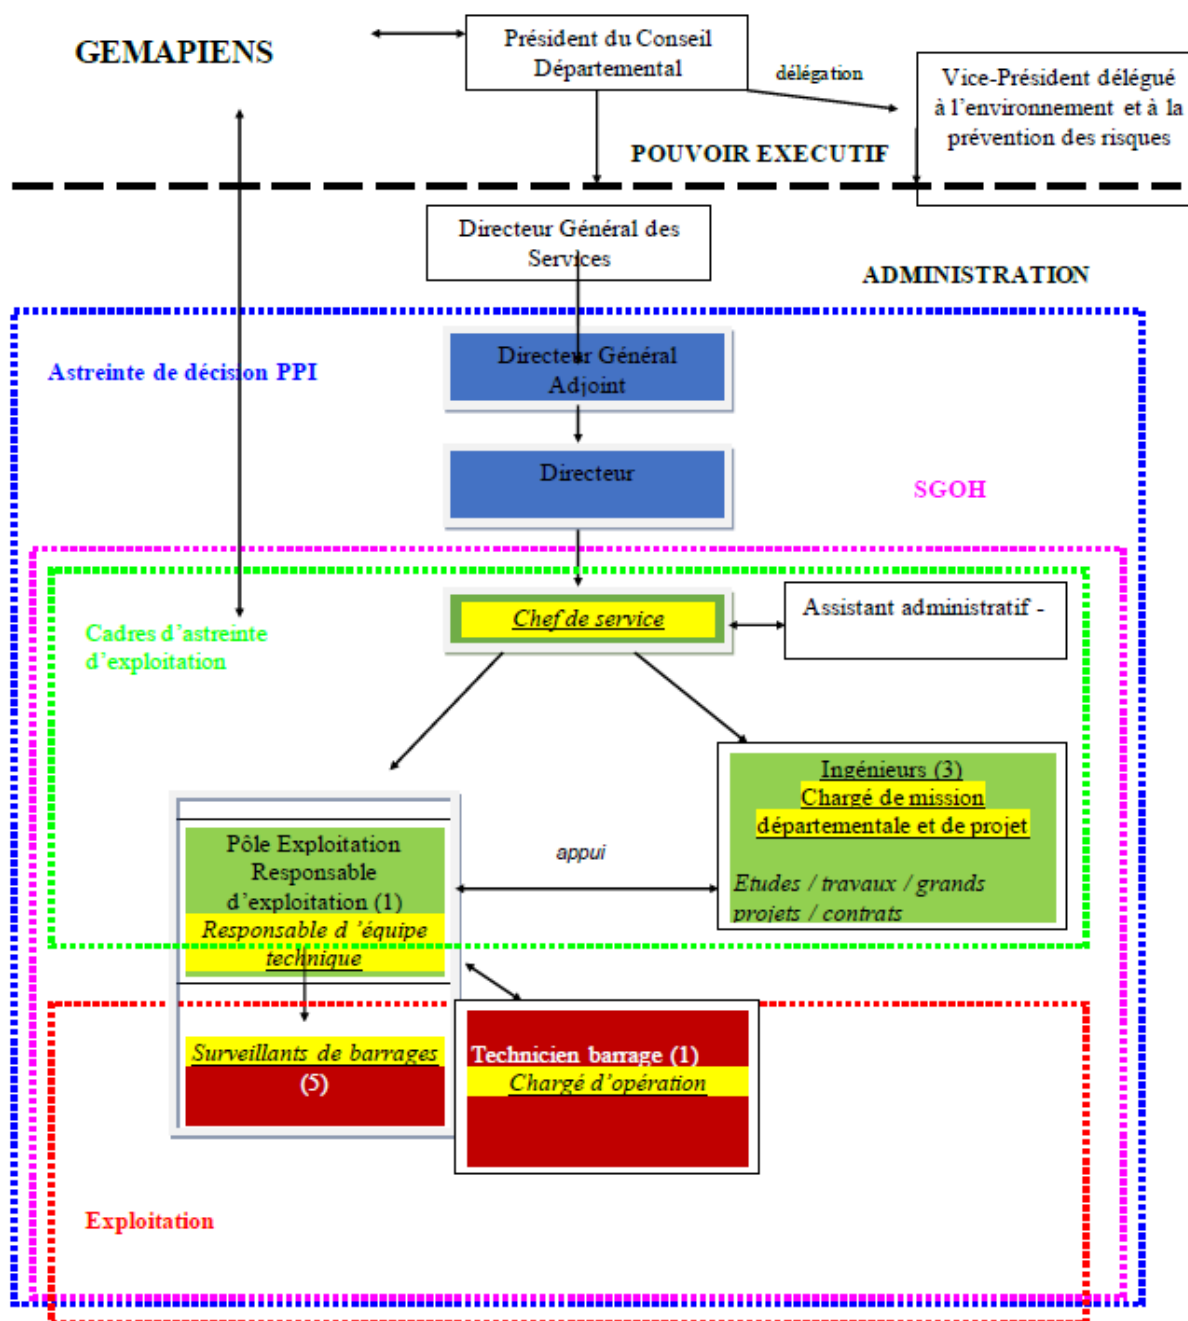 GEMAPIENS
Président du Conseil
Départemental
délégation
Vice-Président délégué
à l’environnement et à la
prévention des risques
POUVOIR EXECUTIF
Directeur Général des
Services
ADMINISTRATION
Astreinte de décision PPI
Directeur Général
Adjoint
Directeur
SGOH
Cadres d’astreinte
d’exploitation
Chef de service
Assistant administratif -
Ingénieurs (3)
Chargé de mission
départementale et de projet
Etudes / travaux / grands
projets / contrats
Pôle Exploitation
Responsable
d’exploitation (1)
Responsable d ’équipe
technique
appui
Surveillants de barrages
(5)
Technicien barrage (1)
Chargé d’opération
Exploitation